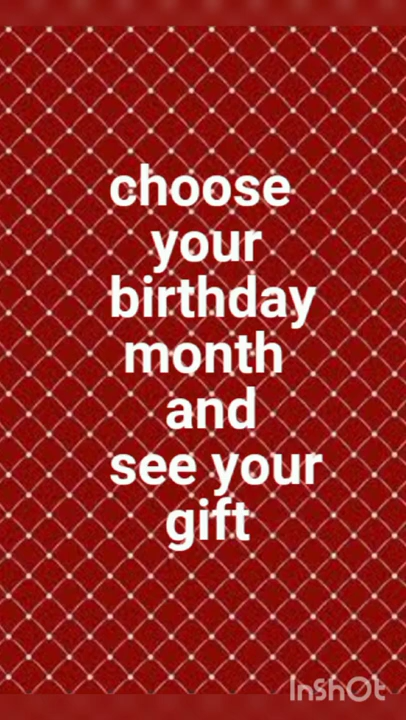 choose
your
birthday
month
and
see your
gift
InShOt